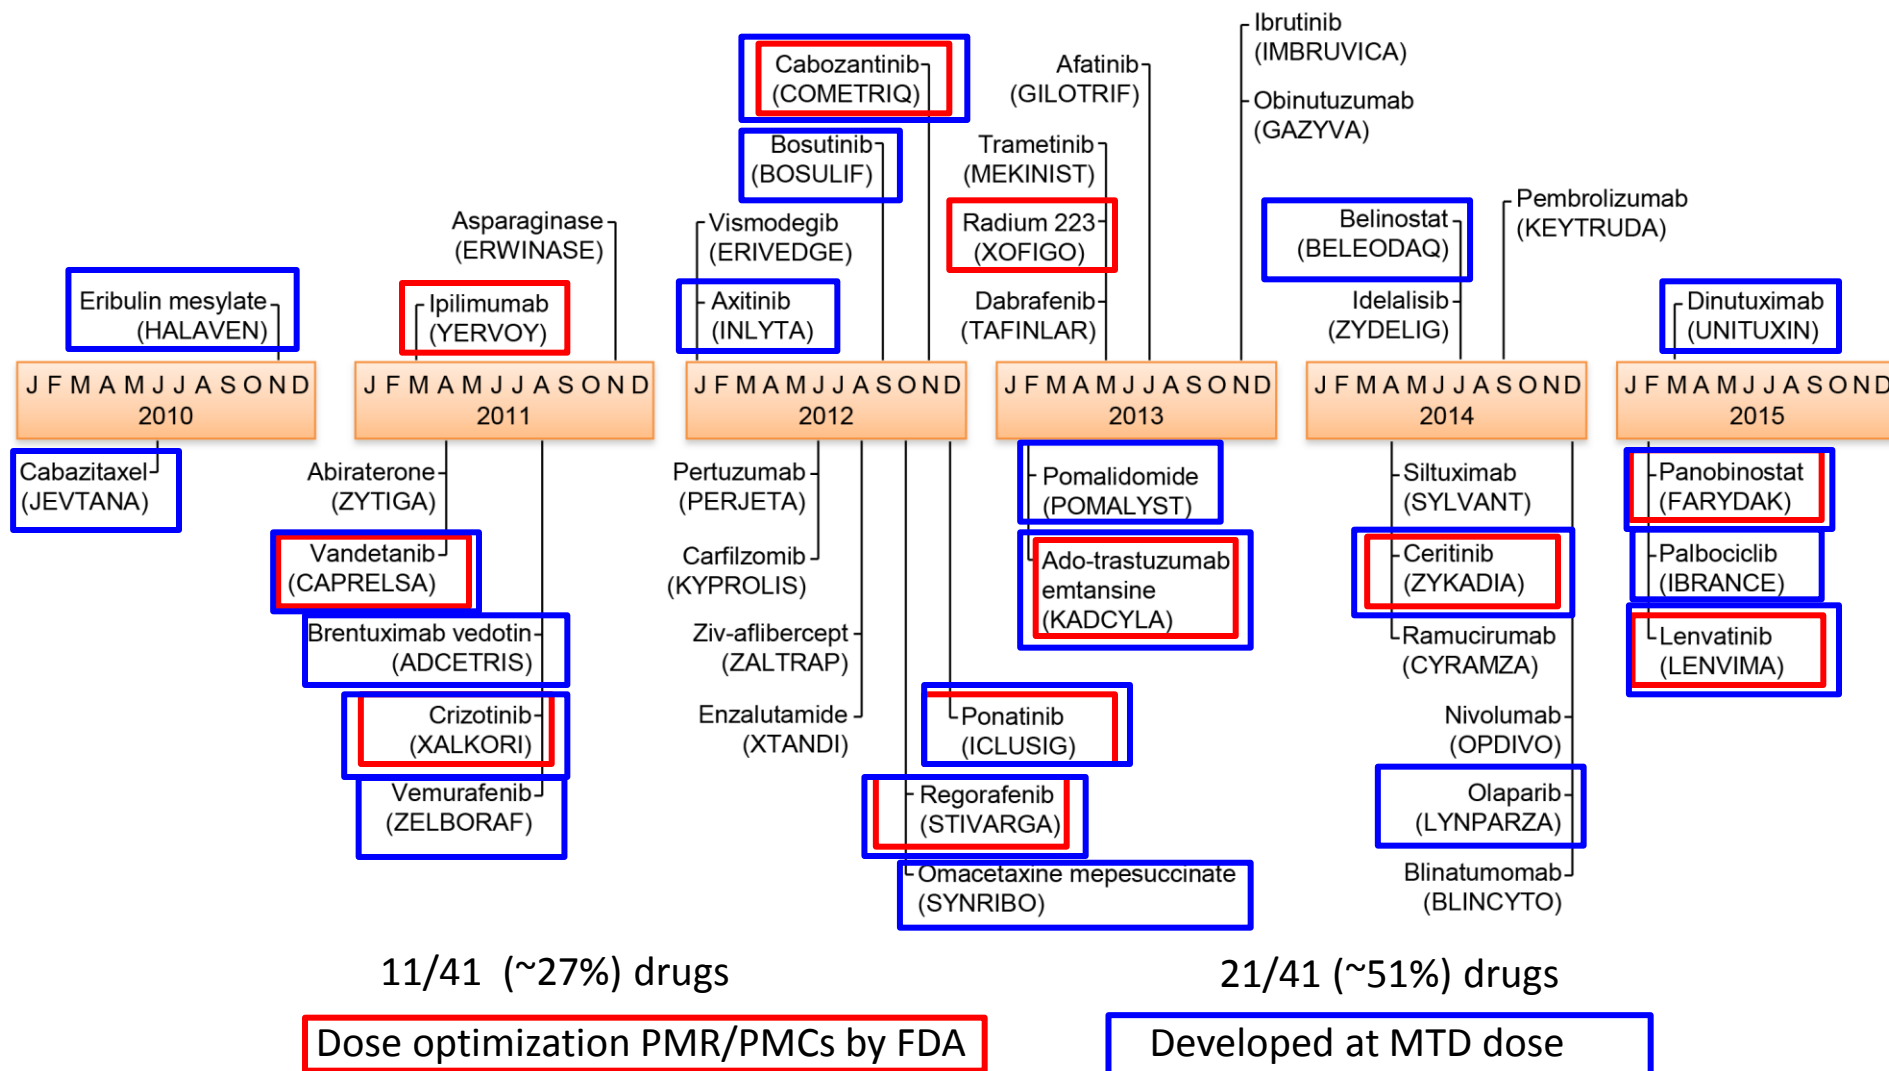 Ibrutinib
(IMBRUVICA)
Cabozantinib
(COMETRIQ)
Afatinib
(GILOTRIF)
Obinutuzumab
(GAZYVA)
Bosutinib
(BOSULIF)
Trametinib
(MEKINIST)
Pembrolizumab
(KEYTRUDA)
Asparaginase
(ERWINASE)
Vismodegib
(ERIVEDGE)
Radium 223
(XOFIGO)
Belinostat
(BELEODAQ)
Eribulin mesylate
(HALAVEN)
Ipilimumab
(YERVOY)
Axitinib
(INLYTA)
Dabrafenib
(TAFINLAR)
Idelalisib
(ZYDELIG)
Dinutuximab
(UNITUXIN)
J F M A M J J A S O N D
2010
J F M A M J J A S O N D
2011
J F M A M J J A S O N D
2012
J F M A M J J A S O N D
2013
J F M A M J J A S O N D
2014
J F M A M J J A S O N D
2015
Cabazitaxel
(JEVTANA)
Abiraterone
(ZYTIGA)
Vandetanib
(CAPRELSA)
Brentuximab vedotin
(ADCETRIS)
Crizotinib
(XALKORI)
Vemurafenib
(ZELBORAF)
Pertuzumab
(PERJETA)
Carfilzomib
(KYPROLIS)
Ziv-aflibercept
(ZALTRAP)
Enzalutamide
(XTANDI)
Ponatinib
(ICLUSIG)
Regorafenib
(STIVARGA)
Omacetaxine mepesuccinate
(SYNRIBO)
Pomalidomide
(POMALYST)
Ado-trastuzumab
emtansine
(KADCYLA)
Siltuximab
(SYLVANT)
Ceritinib
(ZYKADIA)
Ramucirumab
(CYRAMZA)
Nivolumab
(OPDIVO)
Olaparib
(LYNPARZA)
Blinatumomab
(BLINCYTO)
Panobinostat
(FARYDAK)
Palbociclib
(IBRANCE)
Lenvatinib
(LENVIMA)
11/41 (~27%) drugs
21/41 (~51%) drugs
Dose optimization PMR/PMCs by FDA
Developed at MTD dose